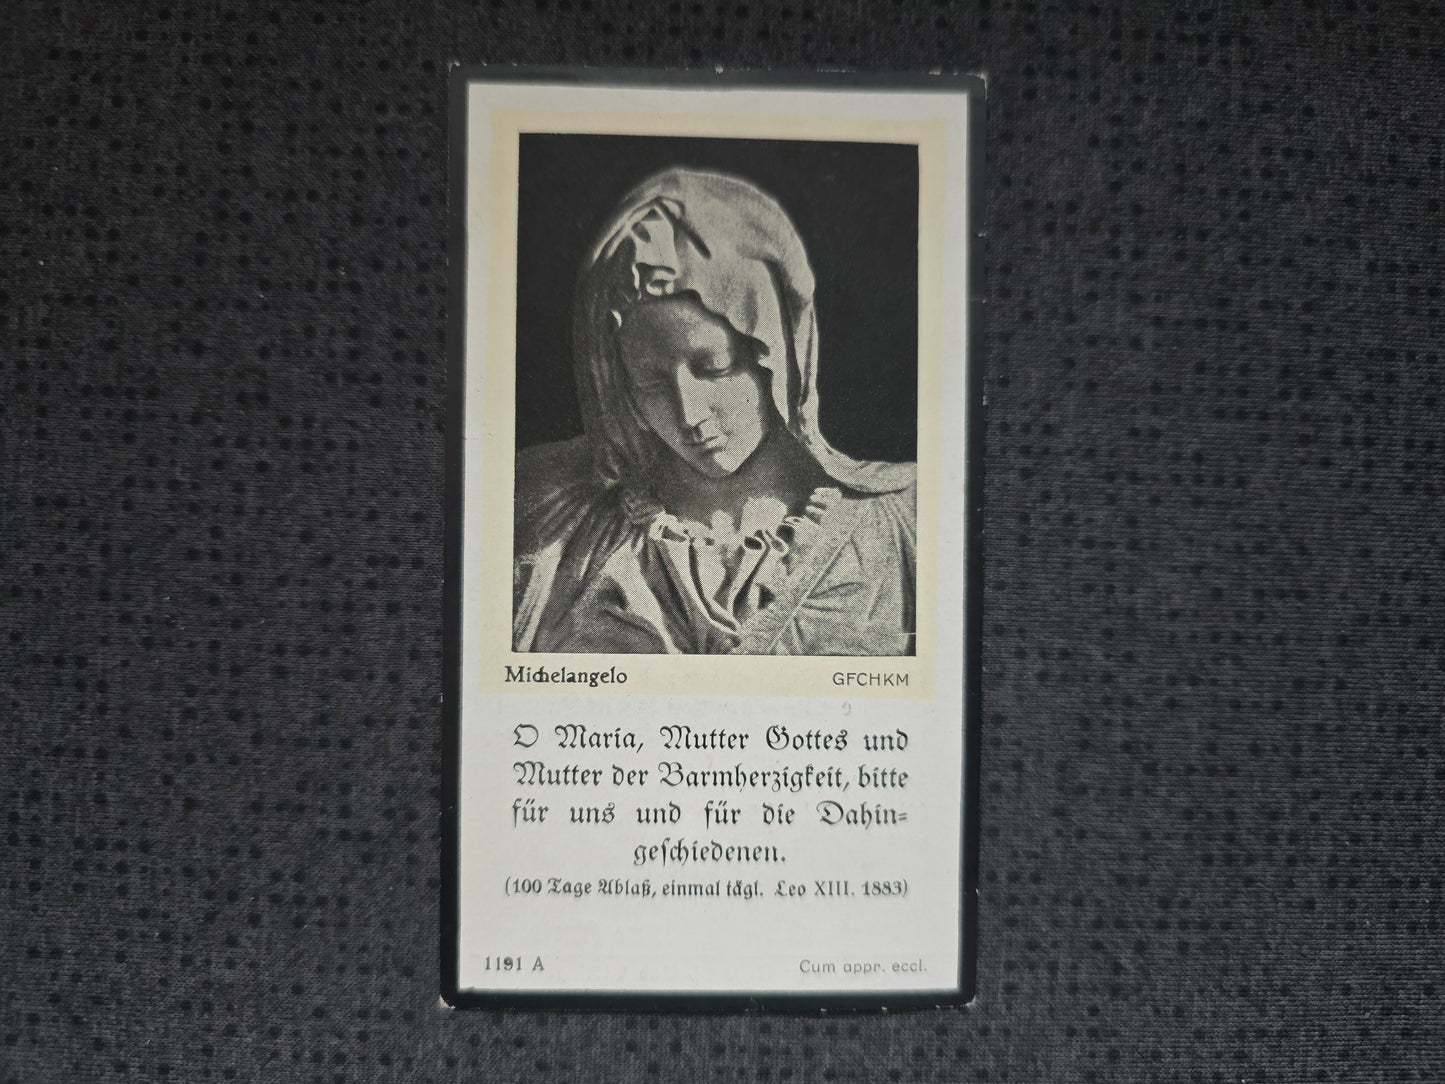 Michelangelo GFCHKM
O Maria, Mutter Gottes und
Mutter der Barmherzigkeit, bitte
für uns und für die Dahin=
geschiedenen.
(100 Tage Ablaß, einmal tägl. Leo XIII. 1883)
1191 A Cum appr. eccl.